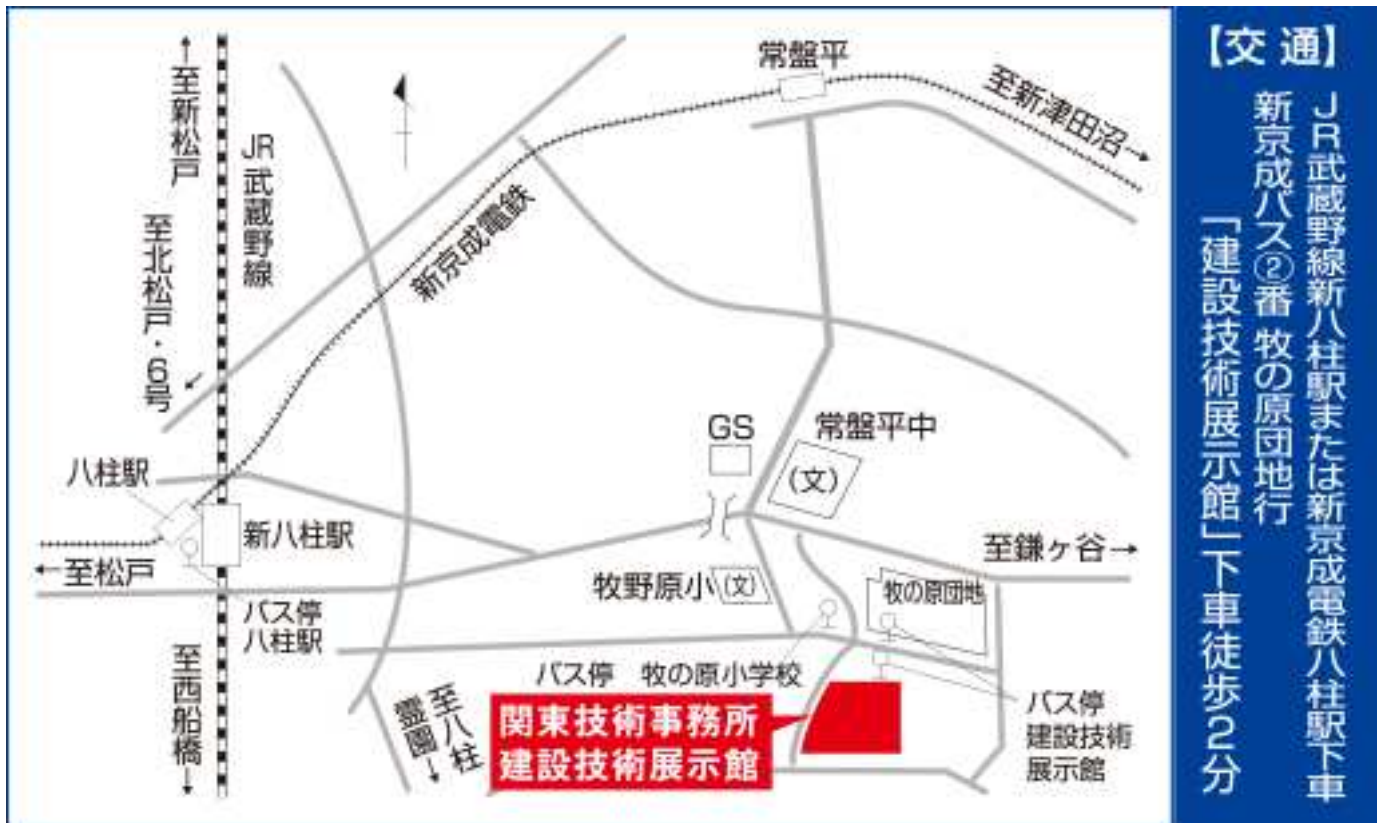 常盤平
至新津田沼→
←至新松戸
JR武蔵野線
至北松戸・6号
新京成電鉄
GS
常盤平中
(文)
八柱駅
新八柱駅
←至松戸
至鎌ヶ谷→
牧野原小(文)
牧の原団地
バス停
八柱駅
バス停 牧の原小学校
至西船橋→
至八柱
霊園→
関東技術事務所
建設技術展示館
バス停
建設技術
展示館
【交通】
JR武蔵野線新八柱駅または新京成電鉄八柱駅下車
新京成バス②番 牧の原団地行
「建設技術展示館」下車徒歩2分